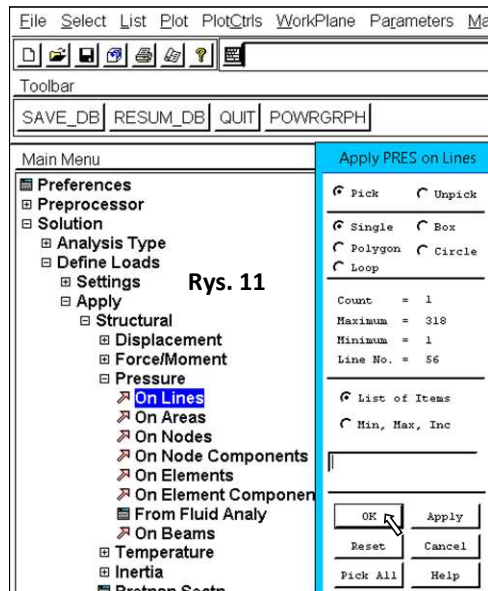 File Select List Plot PlotCtrls WorkPlane Parameters Ma
Toolbar
SAVE_DB RESUM_DB QUIT POWRGRPH
Main Menu
Preferences
Preprocessor
Solution
Analysis Type
Define Loads
Settings
Apply
Structural
Displacement
Force/Moment
Pressure
On Lines
On Areas
On Nodes
On Node Components
On Elements
On Element Componen
From Fluid Analy
On Beams
Temperature
Inertia
Pretnsn Sectn
Rys. 11
Apply PRES on Lines
Pick Unpick
Single Box
Polygon Circle
Loop
Count = 1
Maximum = 318
Minimum = 1
Line No. = 56
List of Items
Min, Max, Inc
OK Apply
Reset Cancel
Pick All Help